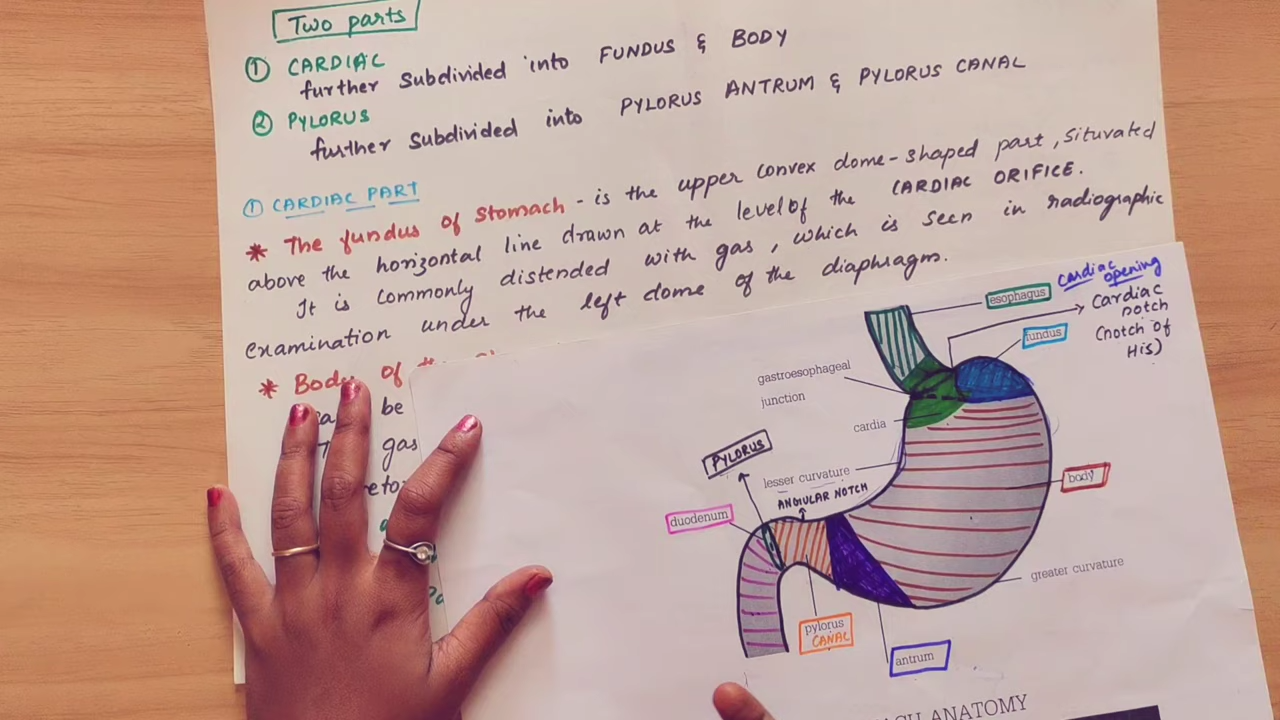 Two parts
① CARDIAC
further subdivided into FUNDUS & BODY
② PYLORUS
further subdivided into PYLORUS ANTRUM & PYLORUS CANAL
① CARDIAC PART
* The fundus of stomach - is the upper convex dome-shaped part, situvated
above the horizontal line drawn at the level of the CARDIAC ORIFICE.
It is commonly distended with gas, which is seen in radiographic
examination under the left dome of the diaphragm.
* Body of
be
gas
cardiac
opening
esophagus
Cardiac
notch
(notch of
His)
fundus
gastroesophageal
junction
cardia
PYLORUS
lesser curvature
ANGULAR NOTCH
body
duodenum
greater curvature
pylorus
CANAL
antrum
ANATOMY